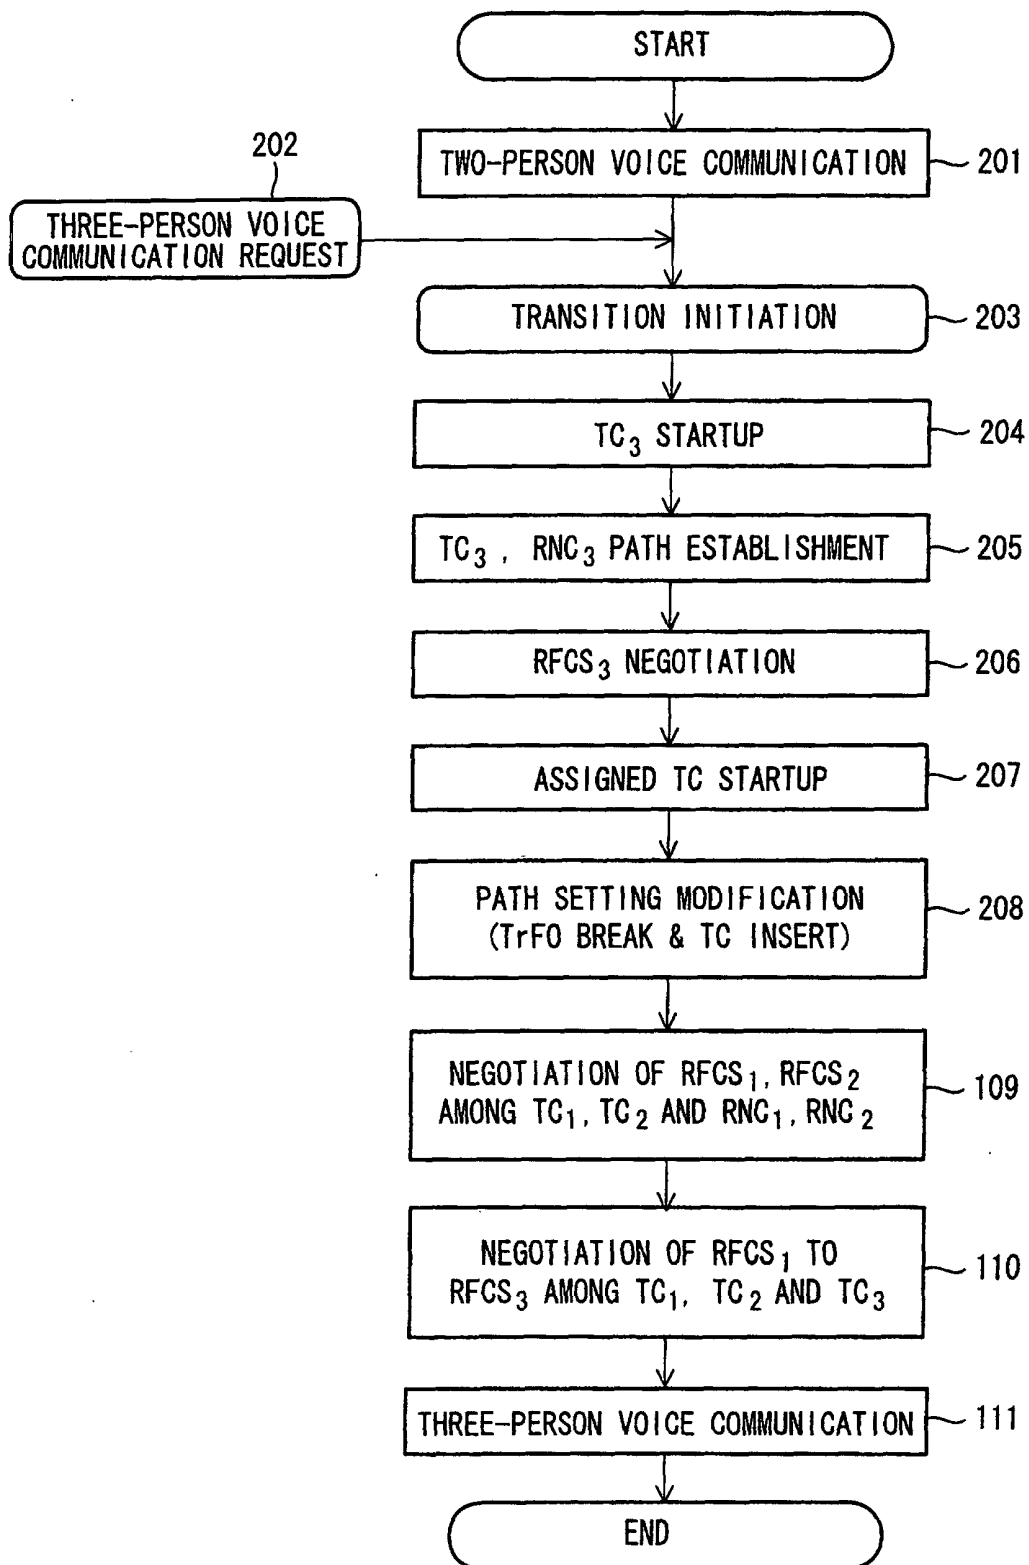 START
TWO-PERSON VOICE COMMUNICATION
201
202
THREE-PERSON VOICE
COMMUNICATION REQUEST
TRANSITION INITIATION
203
TC3 STARTUP
204
TC3, RNC3 PATH ESTABLISHMENT
205
RFCS3 NEGOTIATION
206
ASSIGNED TC STARTUP
207
PATH SETTING MODIFICATION
(TrFO BREAK & TC INSERT)
208
NEGOTIATION OF RFCS1, RFCS2
AMONG TC1, TC2 AND RNC1, RNC2
109
NEGOTIATION OF RFCS1 TO
RFCS3 AMONG TC1, TC2 AND TC3
110
THREE-PERSON VOICE COMMUNICATION
111
END